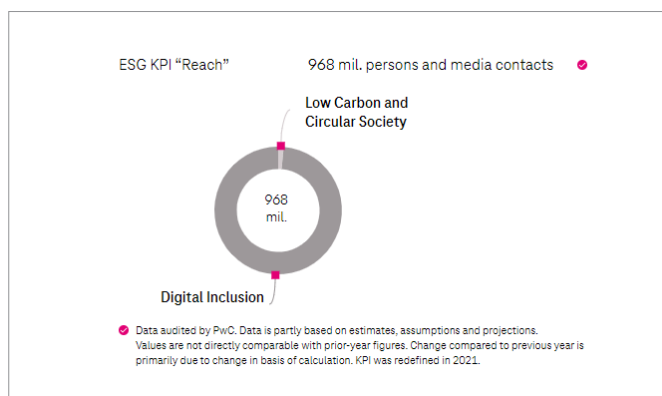 ESG KPI “Reach” 968 mil. persons and media contacts
Low Carbon and
Circular Society
968
mil.
Digital Inclusion
Data audited by PwC. Data is partly based on estimates, assumptions and projections.
Values are not directly comparable with prior-year figures. Change compared to previous year is
primarily due to change in basis of calculation. KPI was redefined in 2021.